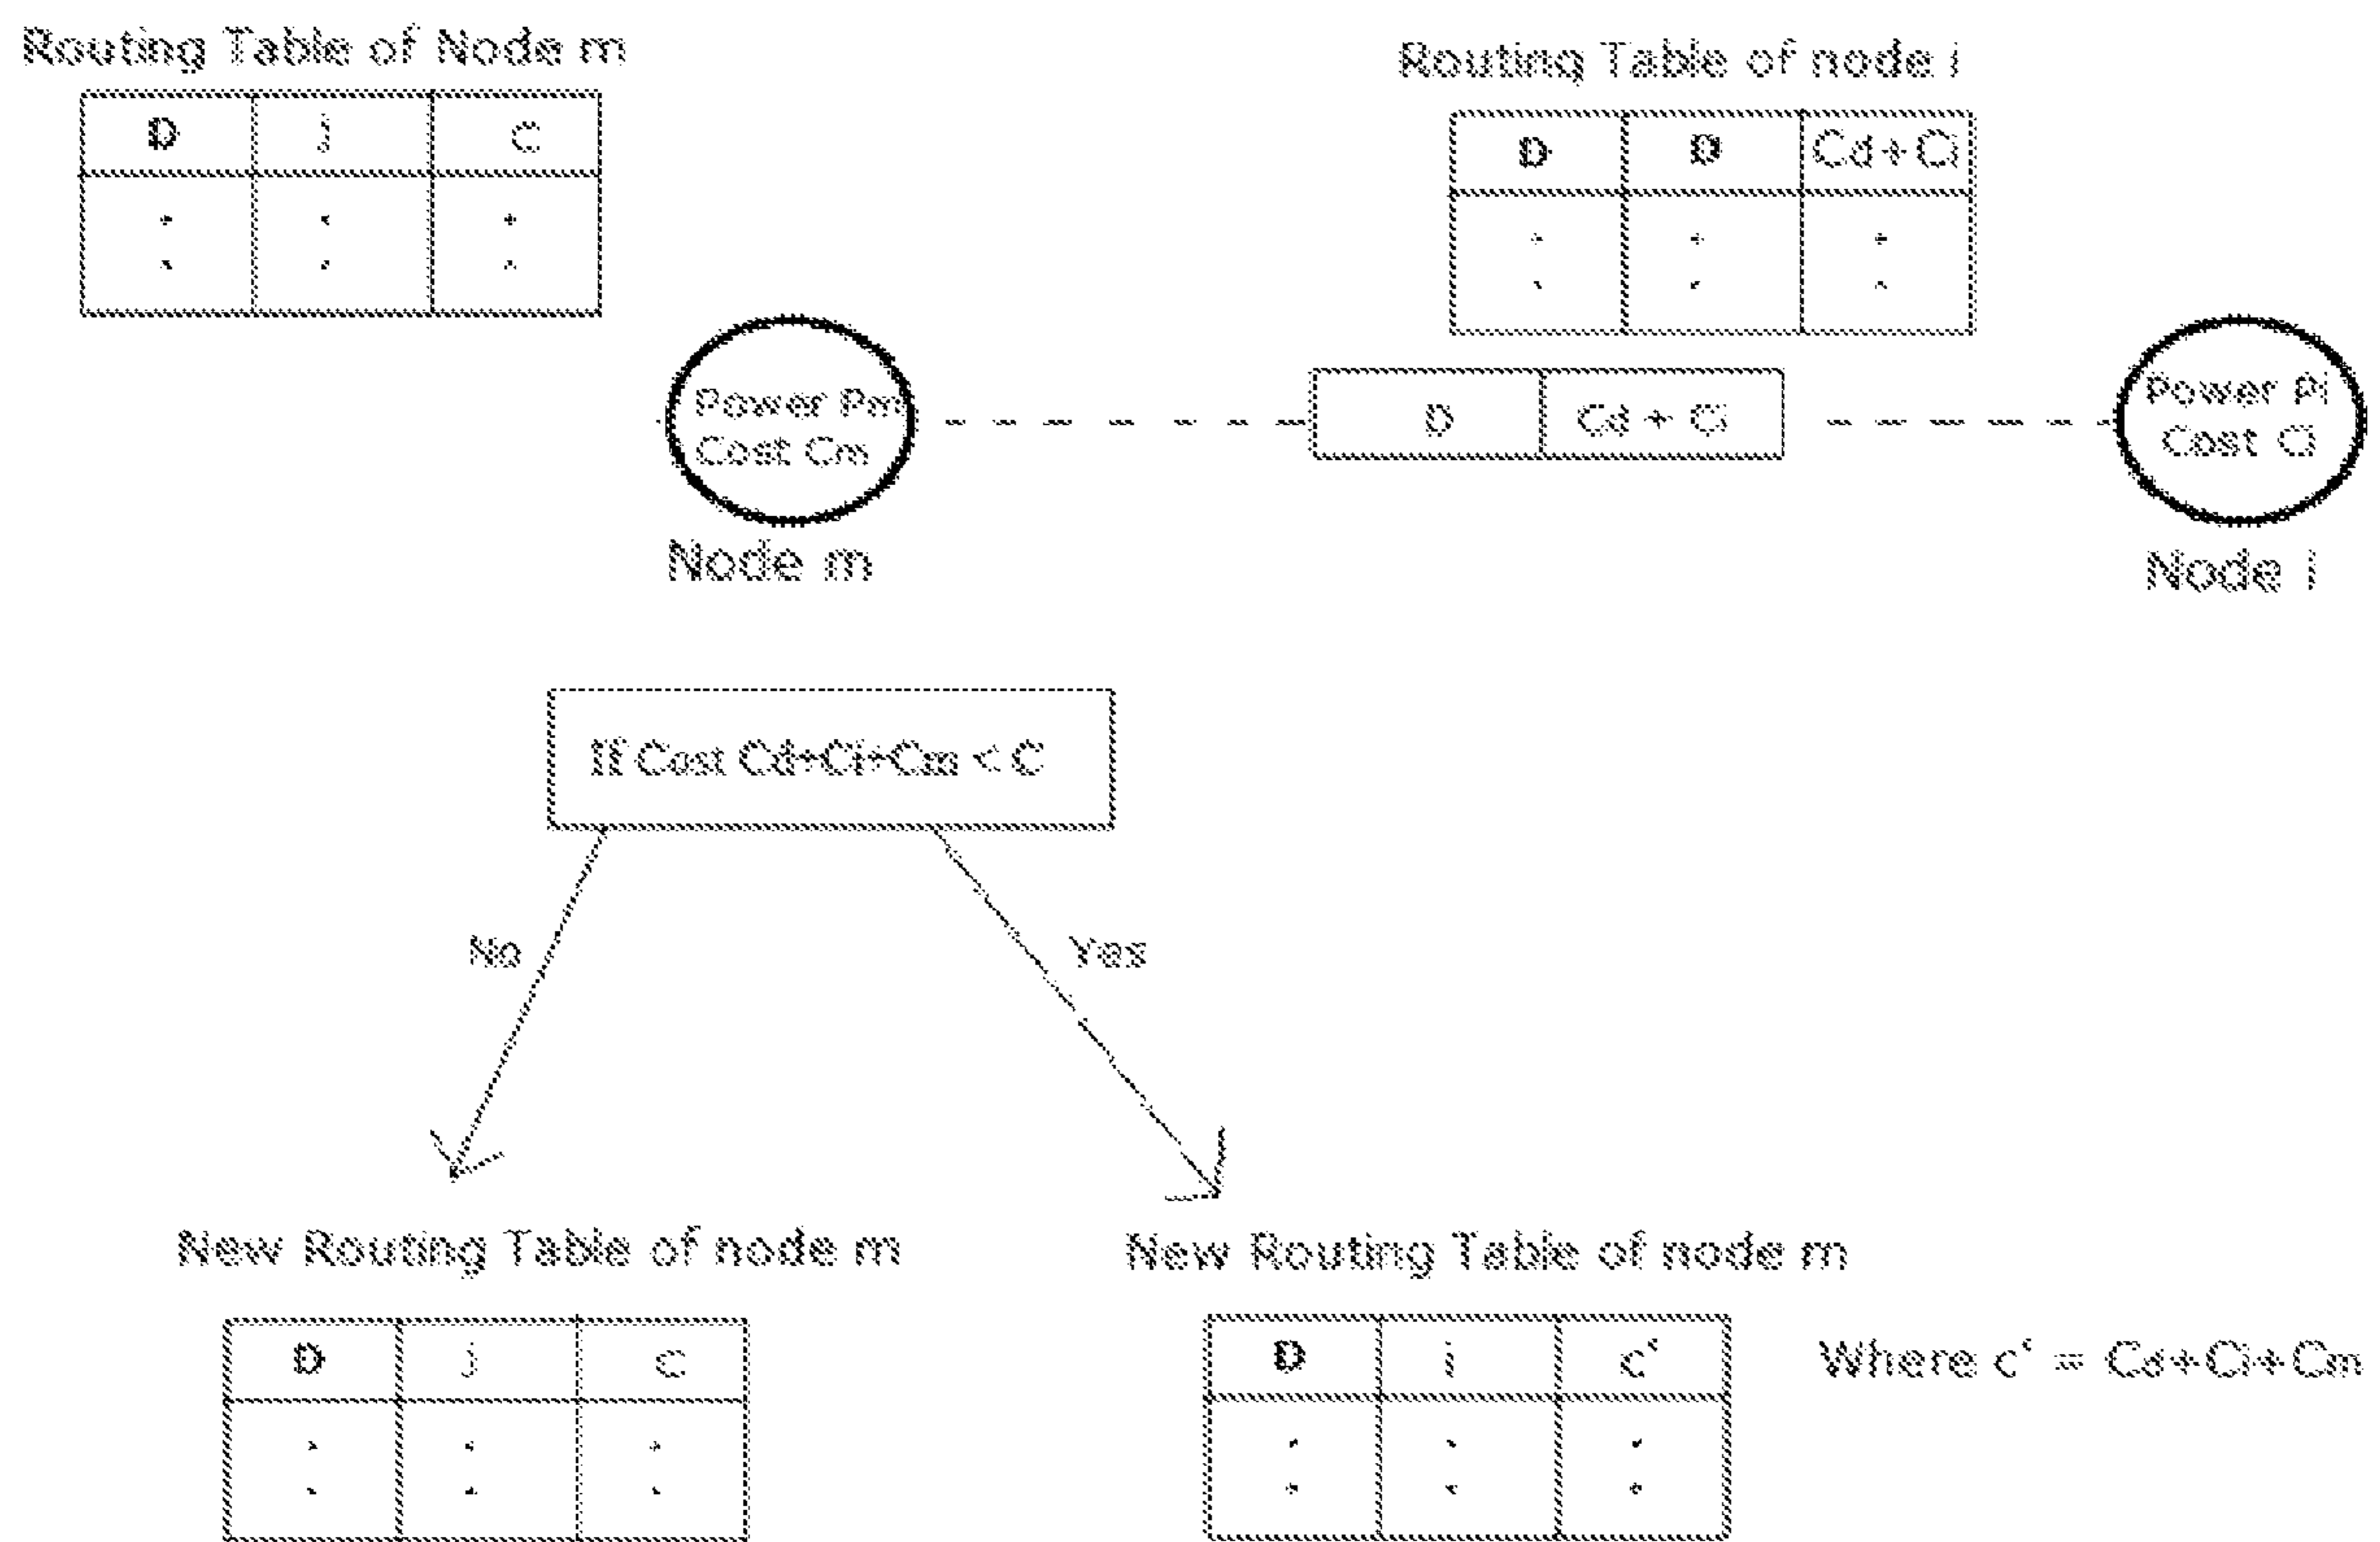 Routing Table of Node m
D j C
Routing Table of node i
D D Cd+Ci
Power Pm
Cost Cm
Node m
D Cd + Ci
Power Pi
Cost Ci
Node i
If Cost Cd+Ci+Cm < C
No
Yes
New Routing Table of node m
D j C
New Routing Table of node m
D i c'
Where c' = Cd+Ci+Cm